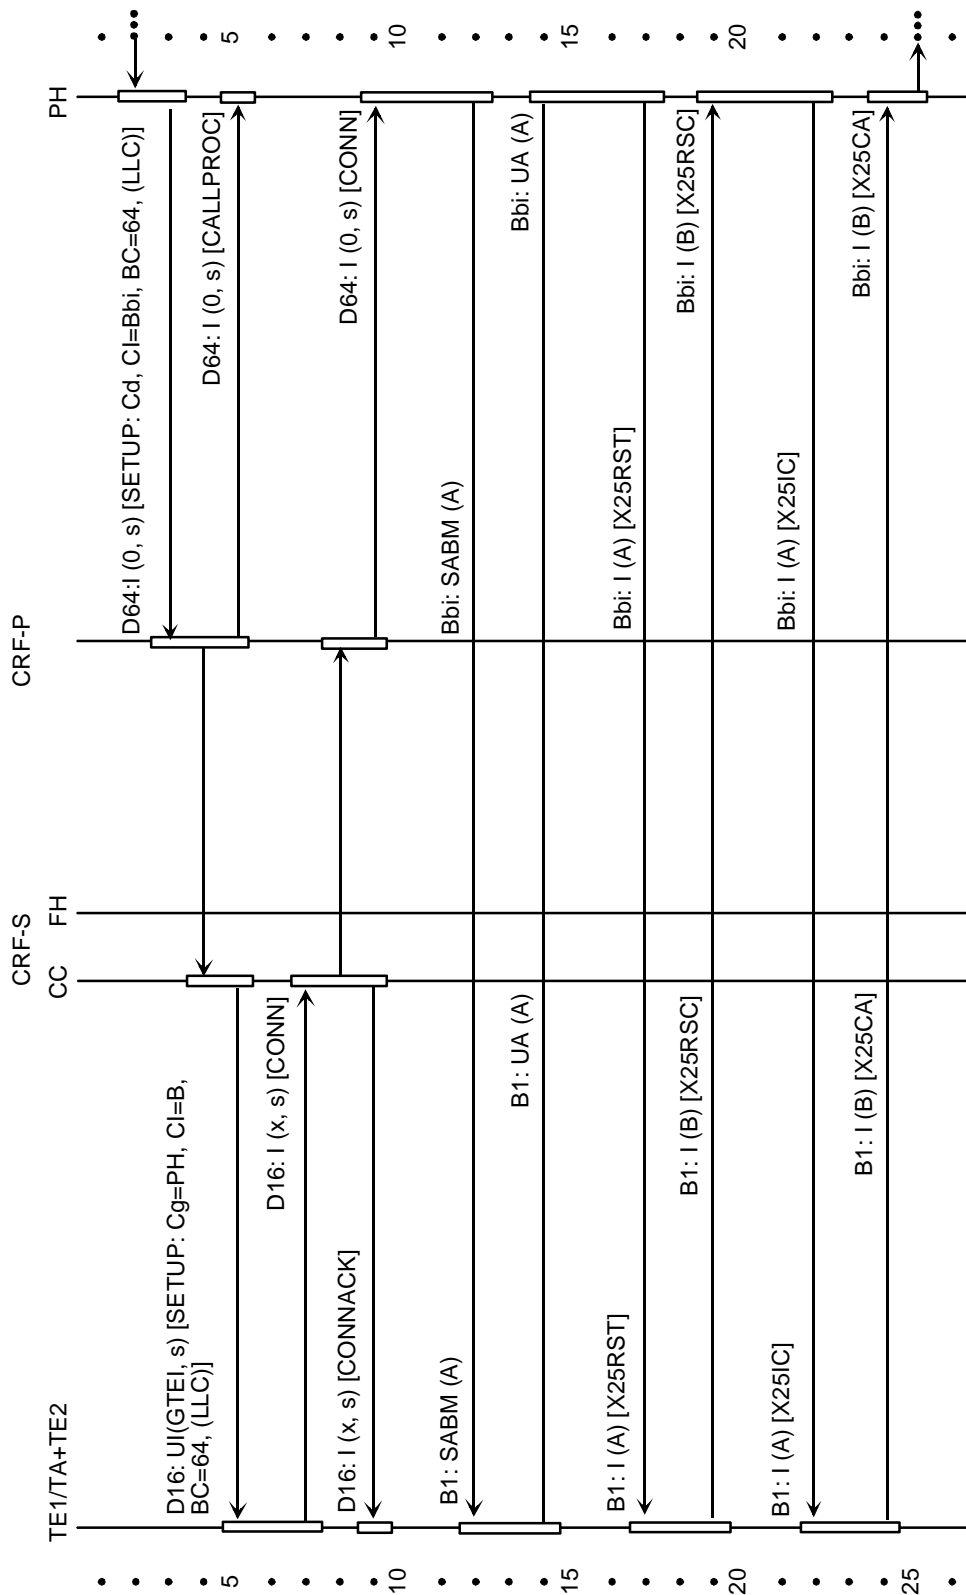 CRF-S
CRF-P
TE1/TA+TE2
CC
FH
PH
D64:I (0, s) [SETUP: Cd, CI=Bbi, BC=64, (LLC)]
D16: UI(GTEI, s) [SETUP: Cg=PH, CI=B,
BC=64, (LLC)]
D64: I (0, s) [CALLPROC]
5
5
D16: I (x, s) [CONN]
D16: I (x, s) [CONNACK]
D64: I (0, s) [CONN]
10
10
B1: SABM (A)
Bbi: SABM (A)
B1: UA (A)
Bbi: UA (A)
15
15
B1: I (A) [X25RST]
Bbi: I (A) [X25RST]
B1: I (B) [X25RSC]
Bbi: I (B) [X25RSC]
20
20
B1: I (A) [X25IC]
Bbi: I (A) [X25IC]
B1: I (B) [X25CA]
Bbi: I (B) [X25CA]
25